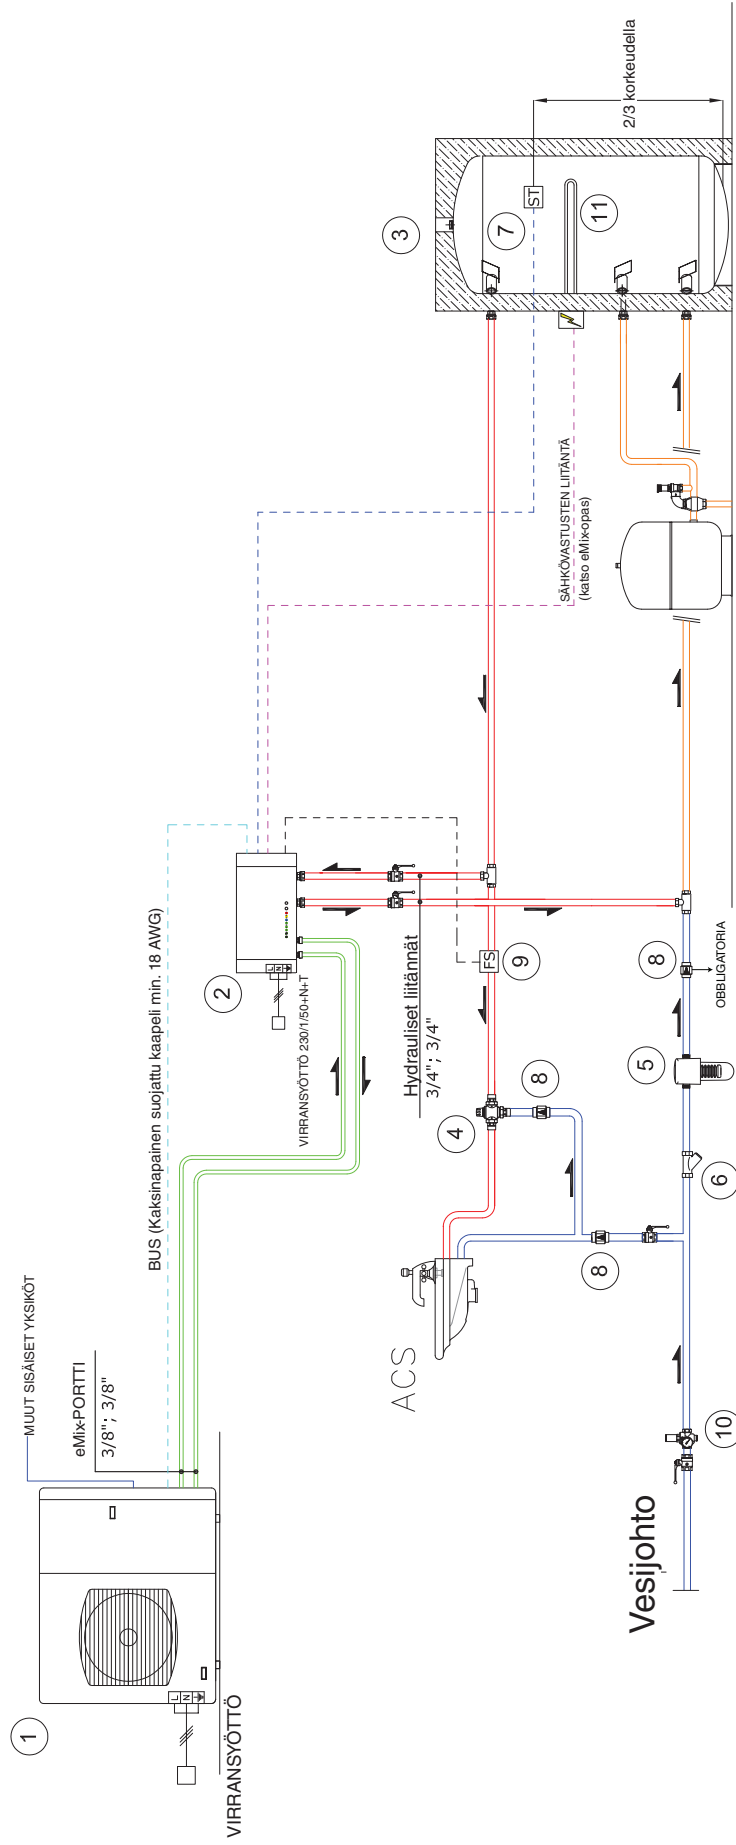 1
VIRRANSYÖTTÖ
L
N
MUUT SISÄISET YKSIKÖT
eMix-PORTTI
3/8"; 3/8"
BUS (Kaksinapainen suojattu kaapeli min. 18 AWG)
2
L
N
VIRRANSYÖTTÖ 230/1/50+N+T
Hydrauliset liitännät
3/4"; 3/4"
3
7
ST
11
2/3 korkeudella
SÄHKÖVASTUSTEN LIITÄNTÄ
(katso eMix-opas)
ACS
4
8
FS
9
8
Vesijohto
10
6
5
8
OBBLIGATORIA